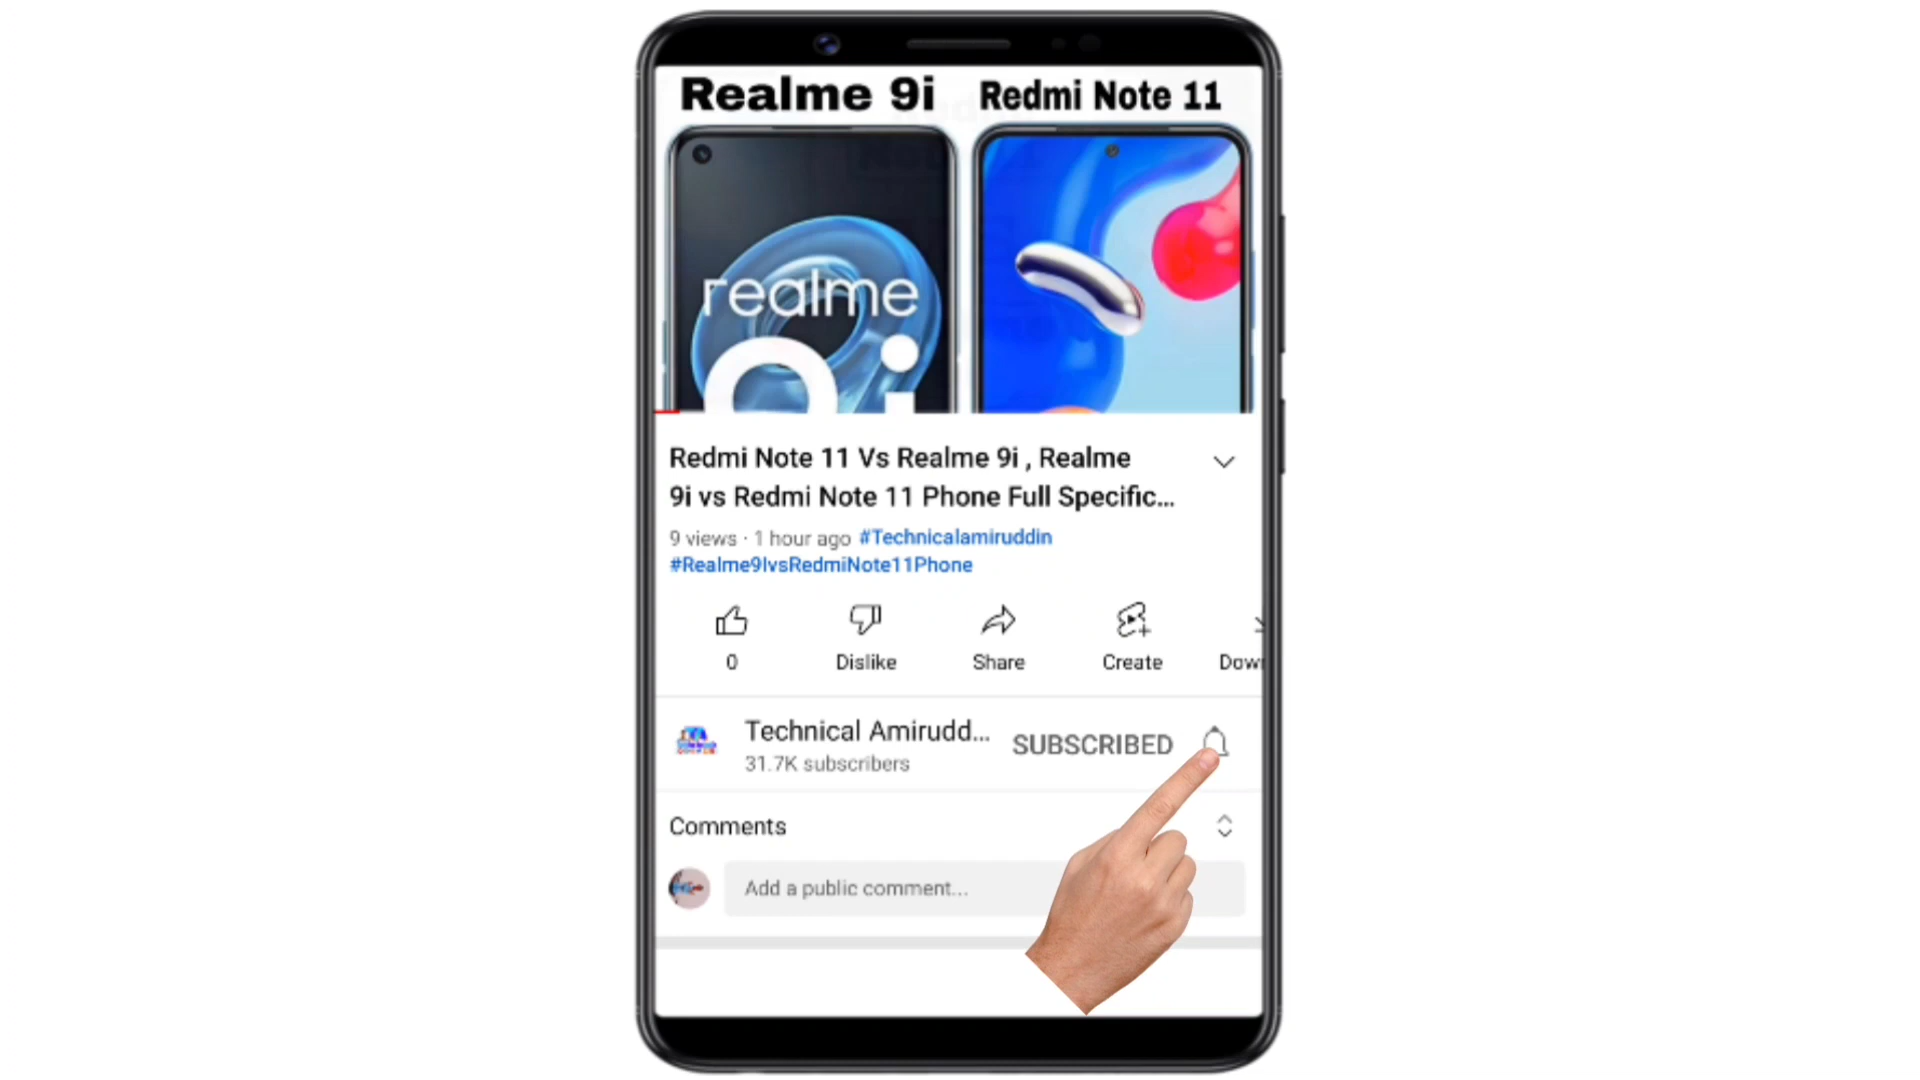 Realme 9i Redmi Note 11
realme
9i
Redmi Note 11 Vs Realme 9i , Realme
9i vs Redmi Note 11 Phone Full Specific...
9 views · 1 hour ago #Technicalamiruddin
#Realme9IvsRedmiNote11Phone
0 Dislike Share Create Down
Technical Amirudd... SUBSCRIBED
31.7K subscribers
Comments
Add a public comment...